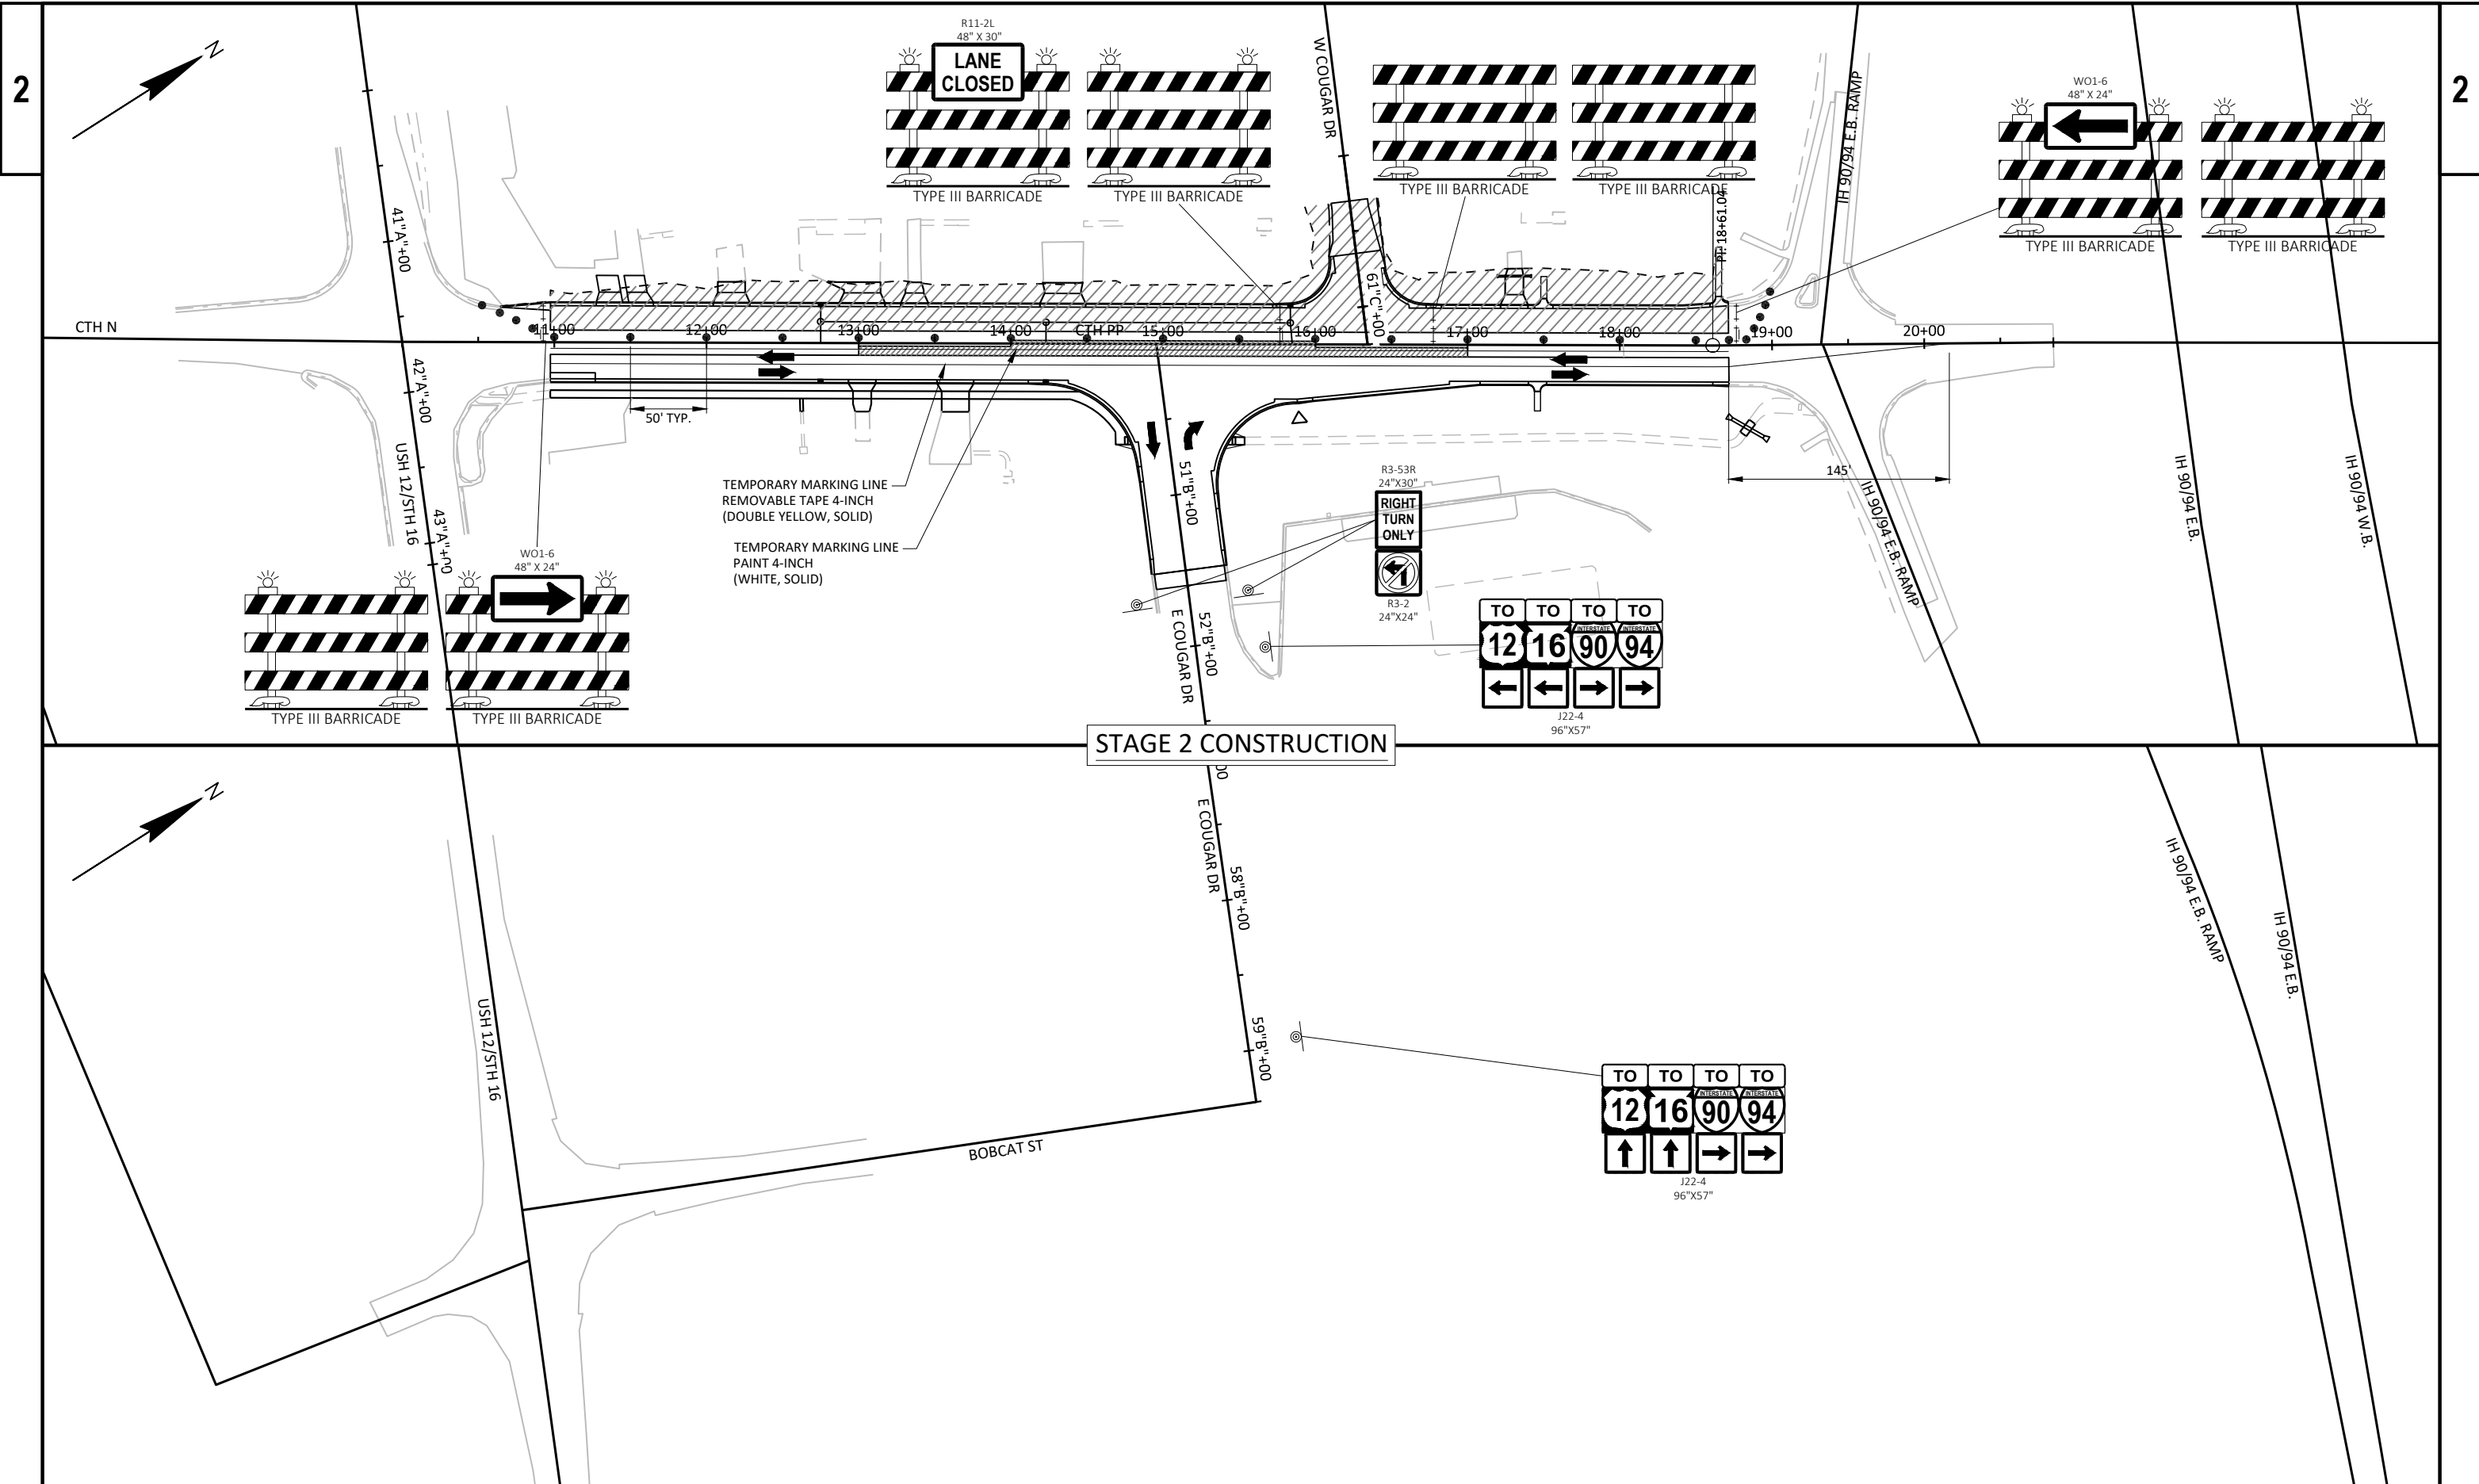 2
2
N
R11-2L
48" X 30"
LANE
CLOSED
TYPE III BARRICADE
TYPE III BARRICADE
W COUGAR DR
TYPE III BARRICADE
TYPE III BARRICADE
IH 90/94 E.B. RAMP
WO1-6
48" X 24"
TYPE III BARRICADE
TYPE III BARRICADE
41"A"+00
PI: 18+61.04
61"C"+00
CTH N
11+00
12+00
13+00
14+00
CTH PP
15+00
16+00
17+00
18+00
19+00
20+00
42"A"+00
50' TYP.
USH 12/STH 16
43"A"+00
TEMPORARY MARKING LINE
REMOVABLE TAPE 4-INCH
(DOUBLE YELLOW, SOLID)
TEMPORARY MARKING LINE
PAINT 4-INCH
(WHITE, SOLID)
51"B"+00
R3-53R
24"X30"
RIGHT
TURN
ONLY
R3-2
24"X24"
145'
IH 90/94 E.B. RAMP
IH 90/94 E.B.
IH 90/94 W.B.
WO1-6
48" X 24"
TYPE III BARRICADE
TYPE III BARRICADE
E COUGAR DR
52"B"+00
TO TO TO TO
INTERSTATE INTERSTATE
12 16 90 94
J22-4
96"X57"
STAGE 2 CONSTRUCTION
N
00
E COUGAR DR
58"B"+00
59"B"+00
USH 12/STH 16
BOBCAT ST
IH 90/94 E.B. RAMP
IH 90/94 E.B.
TO TO TO TO
INTERSTATE INTERSTATE
12 16 90 94
J22-4
96"X57"